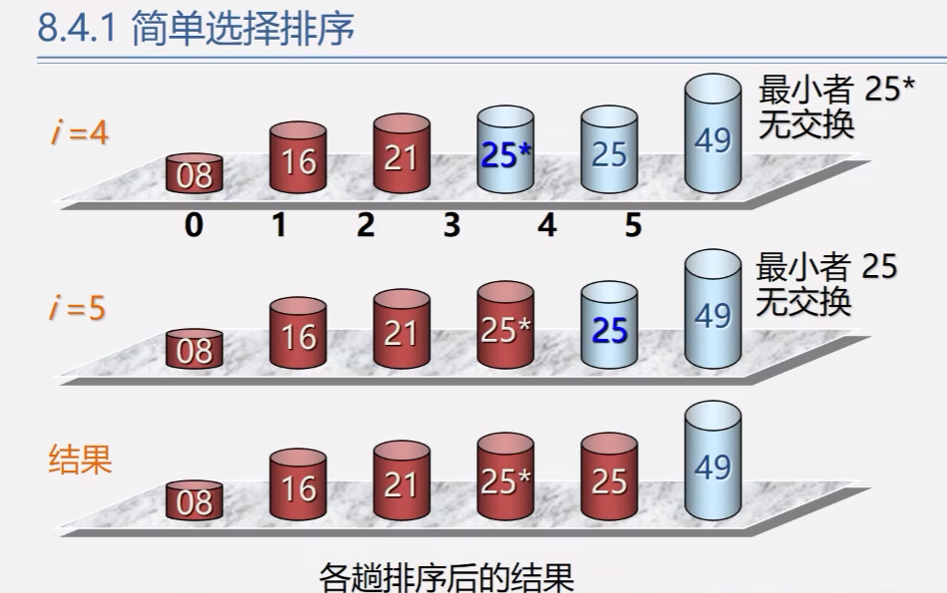 8.4.1 简单选择排序
i =4
08 16 21 25* 25 49
最小者 25*
无交换
0 1 2 3 4 5
i =5
08 16 21 25* 25 49
最小者 25
无交换
结果
08 16 21 25* 25 49
各趟排序后的结果